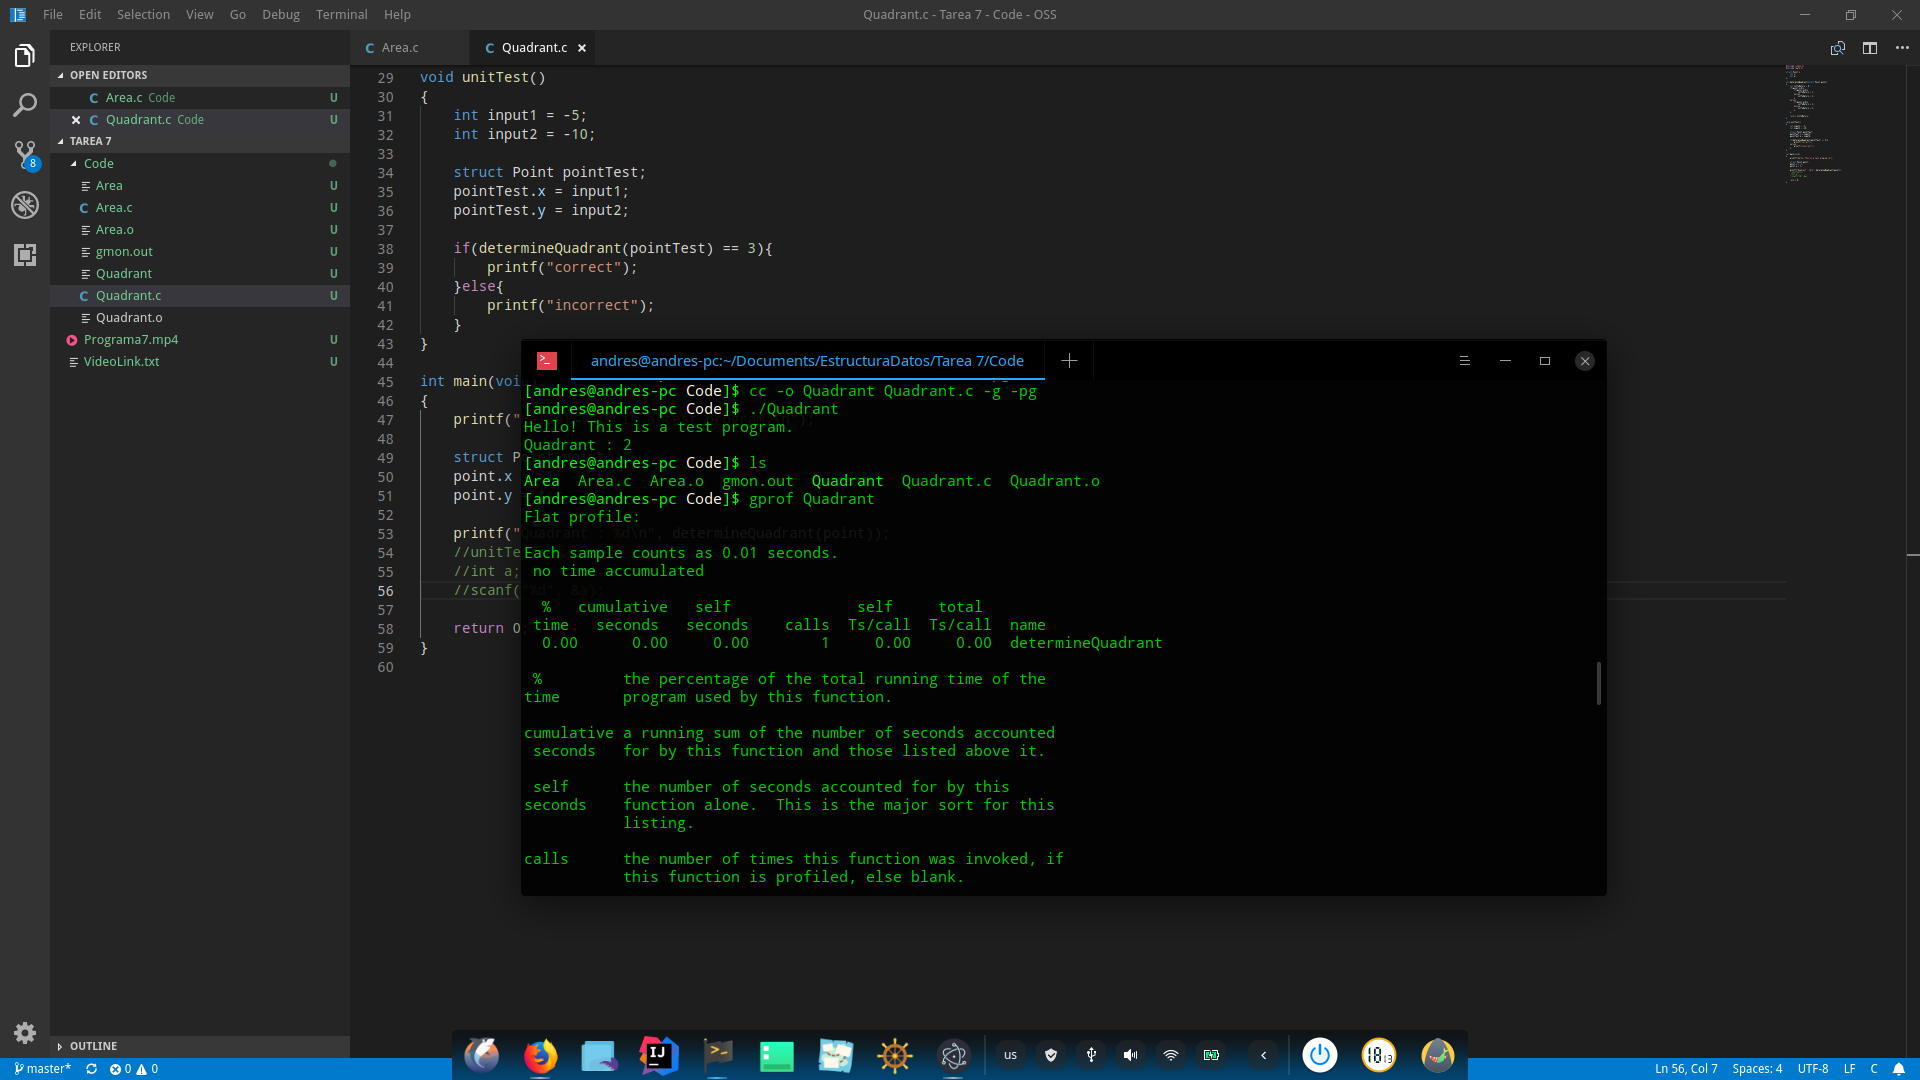 File Edit Selection View Go Debug Terminal Help
Quadrant.c - Tarea 7 - Code - OSS
EXPLORER
OPEN EDITORS
Area.c Code U
Quadrant.c Code U
TAREA 7
Code
Area U
Area.c U
Area.o U
gmon.out U
Quadrant U
Quadrant.c U
Quadrant.o
Programa7.mp4 U
VideoLink.txt U
OUTLINE
8
Area.c
Quadrant.c
29 void unitTest()
30 {
31 int input1 = -5;
32 int input2 = -10;
33
34 struct Point pointTest;
35 pointTest.x = input1;
36 pointTest.y = input2;
37
38 if(determineQuadrant(pointTest) == 3){
39 printf("correct");
40 }else{
41 printf("incorrect");
42 }
43 }
44
45 int main(voi
46 {
47 printf("
48
49 struct P
50 point.x
51 point.y
52
53 printf("Quadrant : %d\n", determineQuadrant(point));
54 //unitTe
55 //int a;
56 //scanf(
57
58 return 0
59 }
60
andres@andres-pc:~/Documents/EstructuraDatos/Tarea 7/Code
[andres@andres-pc Code]$ cc -o Quadrant Quadrant.c -g -pg
[andres@andres-pc Code]$ ./Quadrant
Hello! This is a test program.
Quadrant : 2
[andres@andres-pc Code]$ ls
Area Area.c Area.o gmon.out Quadrant Quadrant.c Quadrant.o
[andres@andres-pc Code]$ gprof Quadrant
Flat profile:
Each sample counts as 0.01 seconds.
no time accumulated
% cumulative self self total
time seconds seconds calls Ts/call Ts/call name
0.00 0.00 0.00 1 0.00 0.00 determineQuadrant
% the percentage of the total running time of the
time program used by this function.
cumulative a running sum of the number of seconds accounted
seconds for by this function and those listed above it.
self the number of seconds accounted for by this
seconds function alone. This is the major sort for this
listing.
calls the number of times this function was invoked, if
this function is profiled, else blank.
IJ
us
18 13
master* 0 0
Ln 56, Col 7 Spaces: 4 UTF-8 LF C